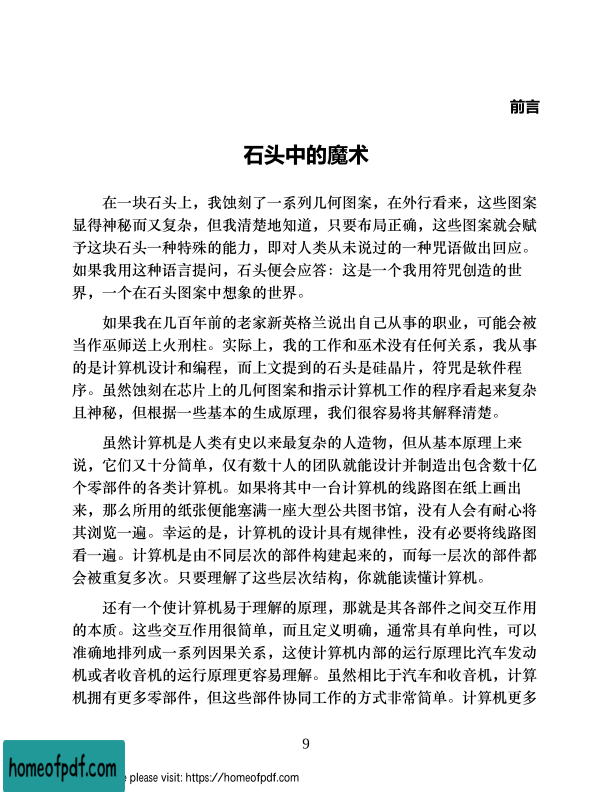 前言
石头中的魔术
在一块石头上，我蚀刻了一系列几何图案，在外行看来，这些图案
显得神秘而又复杂，但我清楚地知道，只要布局正确，这些图案就会赋
予这块石头一种特殊的能力，即对人类从未说过的一种咒语做出回应。
如果我用这种语言提问，石头便会应答：这是一个我用符咒创造的世
界，一个在石头图案中想象的世界。
如果我在几百年前的老家新英格兰说出自己从事的职业，可能会被
当作巫师送上火刑柱。实际上，我的工作和巫术没有任何关系，我从事
的是计算机设计和编程，而上文提到的石头是硅晶片，符咒是软件程
序。虽然蚀刻在芯片上的几何图案和指示计算机工作的程序看起来复杂
且神秘，但根据一些基本的生成原理，我们很容易将其解释清楚。
虽然计算机是人类有史以来最复杂的人造物，但从基本原理上来
说，它们又十分简单，仅有数十人的团队就能设计并制造出包含数十亿
个零部件的各类计算机。如果将其中一台计算机的线路图在纸上画出
来，那么所用的纸张便能塞满一座大型公共图书馆，没有人会有耐心将
其浏览一遍。幸运的是，计算机的设计具有规律性，没有必要将线路图
看一遍。计算机是由不同层次的部件构建起来的，而每一层次的部件都
会被重复多次。只要理解了这些层次结构，你就能读懂计算机。
还有一个使计算机易于理解的原理，那就是其各部件之间交互作用
的本质。这些交互作用很简单，而且定义明确，通常具有单向性，可以
准确地排列成一系列因果关系，这使计算机内部的运行原理比汽车发动
机或者收音机的运行原理更容易理解。虽然相比于汽车和收音机，计算
机拥有更多零部件，但这些部件协同工作的方式非常简单。计算机更多
9
homeofpdf.com
e please visit: https://homeofpdf.com